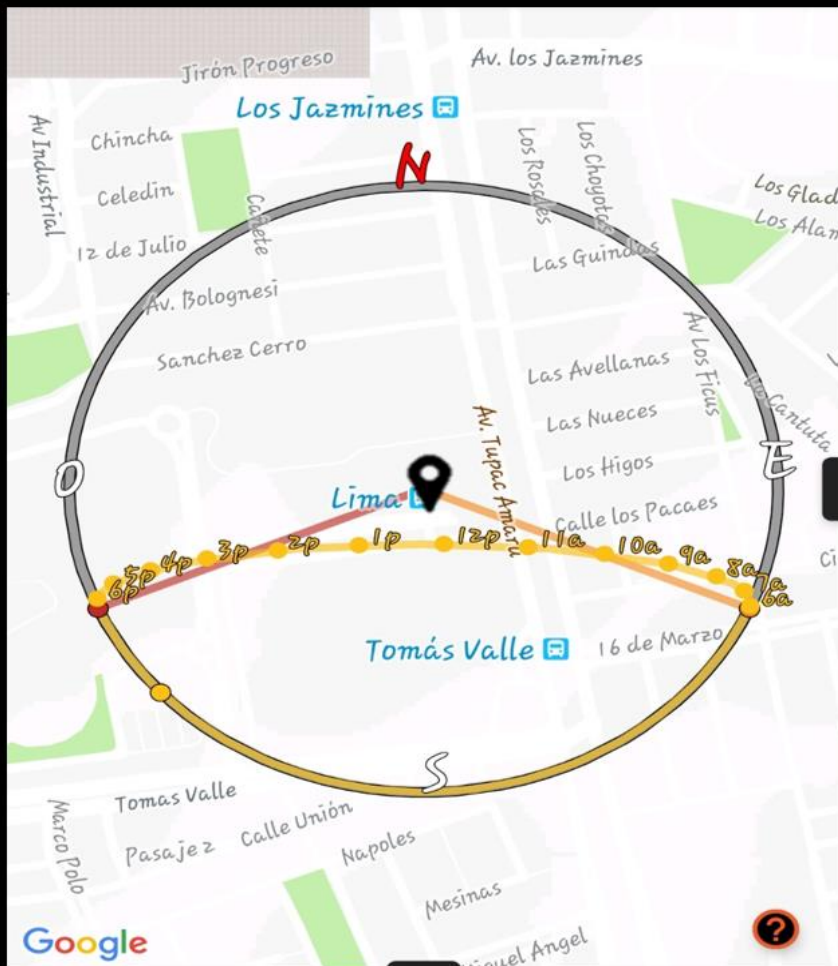 Jirón Progreso
Av. los Jazmines
Los Jazmines
Av Industrial
Chincha
N
Los Rosales
Los Choyotas
Celedin
Cañete
Los Glad
Los Alam
12 de Julio
Las Guindas
Av. Bolognesi
Sanchez Cerro
Av Los Ficus
Las Avellanas
La Cantuta
Las Nueces
Av. Tupac Amaru
O
E
Los Higos
Lima
Calle los Pacaes
6p 5p 4p 3p 2p 1p 12p 11a 10a 9a 8a 7a 6a
Ci
Tomás Valle
16 de Marzo
S
Tomas Valle
Marco Polo
Pasaje 2
Calle Unión
Napoles
Mesinas
Google
?
guel Angel